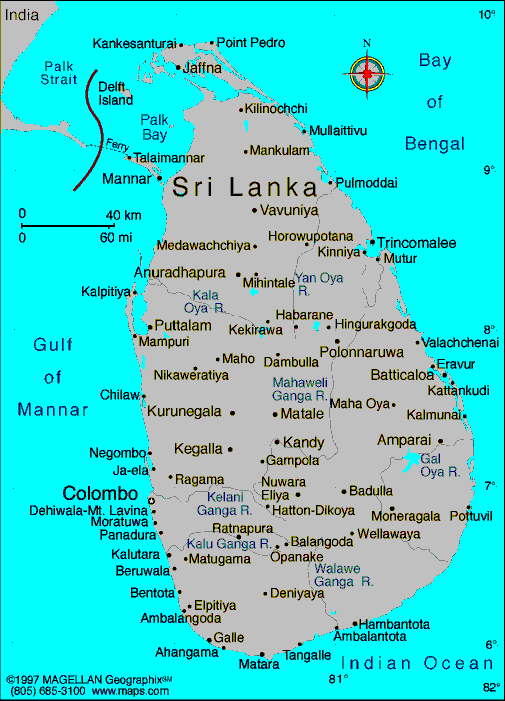 India
10°
Kankesanturai
Point Pedro
N
Palk
Strait
Jaffna
Bay
of
Bengal
Delft
Island
Kilinochchi
Palk
Bay
Mullaittivu
Ferry
Talaimannar
Mankulam
9°
Mannar
Sri Lanka
Pulmoddai
0 40 km
0 60 mi
Vavuniya
Horowupotana
Medawachchiya
Trincomalee
Kinniya
Mutur
Anuradhapura
Mihintale
Yan Oya
R.
Kalpitiya
Kala
Oya R.
Habarane
Puttalam
Kekirawa
Hingurakgoda
8°
Mampuri
Polonnaruwa
Valachchenai
Gulf
of
Mannar
Maho
Dambulla
Eravur
Nikaweratiya
Batticaloa
Mahaweli
Ganga R.
Kattankudi
Chilaw
Maha Oya
Kurunegala
Matale
Kalmunai
Kandy
Amparai
Negombo
Kegalla
Gampola
Gal
Oya R.
Ja-ela
Ragama
Nuwara
Eliya
Badulla
7°
Colombo
Kelani
Ganga R.
Hatton-Dikoya
Dehiwala-Mt. Lavina
Moneragala
Pottuvil
Moratuwa
Ratnapura
Panadura
Wellawaya
Kalu Ganga R.
Balangoda
Kalutara
Matugama
Opanake
Beruwala
Walawe
Ganga R.
Bentota
Deniyaya
Elpitiya
Ambalangoda
Hambantota
Galle
Ambalantota
Ahangama
Tangalle
6°
Matara
Indian Ocean
©1997 MAGELLAN Geographix℠
(805) 685-3100 www.maps.com
81°
82°